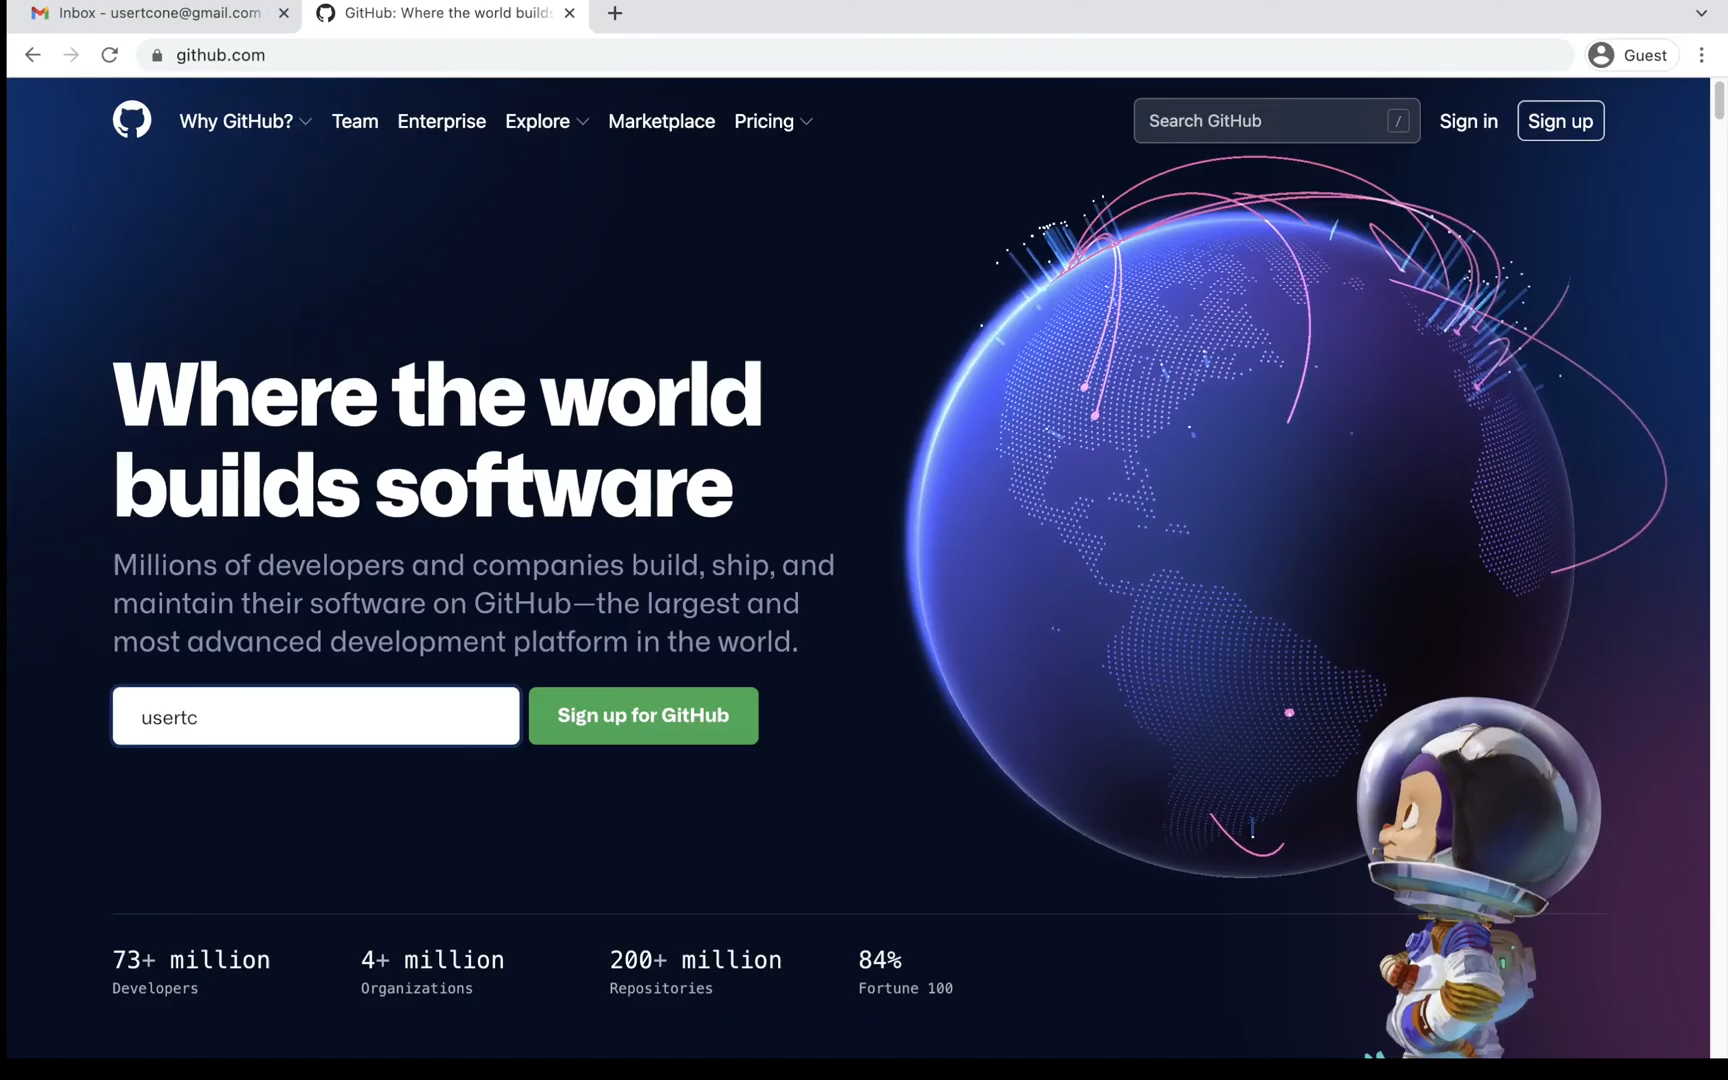 Inbox - usertcone@gmail.com
GitHub: Where the world builds
github.com
Guest
Why GitHub? Team Enterprise Explore Marketplace Pricing
Search GitHub /
Sign in
Sign up
Where the world
builds software
Millions of developers and companies build, ship, and
maintain their software on GitHub—the largest and
most advanced development platform in the world.
usertc
Sign up for GitHub
73+ million 4+ million 200+ million 84%
Developers Organizations Repositories Fortune 100